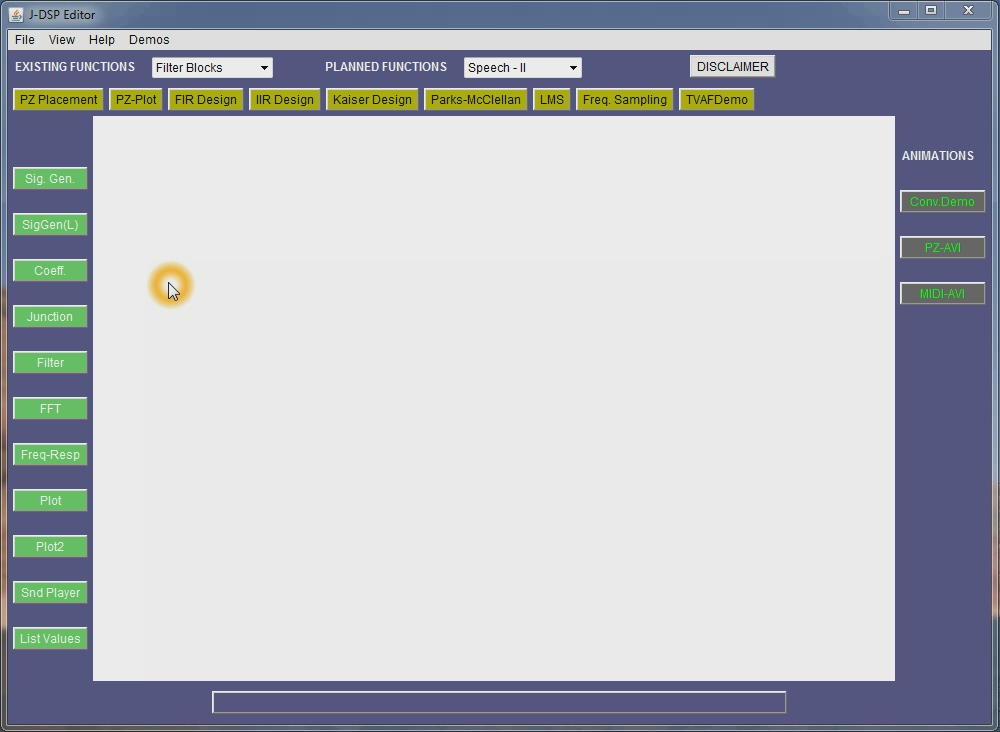 J-DSP Editor
File View Help Demos
EXISTING FUNCTIONS Filter Blocks PLANNED FUNCTIONS Speech - II DISCLAIMER
PZ Placement PZ-Plot FIR Design IIR Design Kaiser Design Parks-McClellan LMS Freq. Sampling TVAFDemo
ANIMATIONS
Sig. Gen.
Conv.Demo
SigGen(L)
PZ-AVI
Coeff.
MIDI-AVI
Junction
Filter
FFT
Freq-Resp
Plot
Plot2
Snd Player
List Values